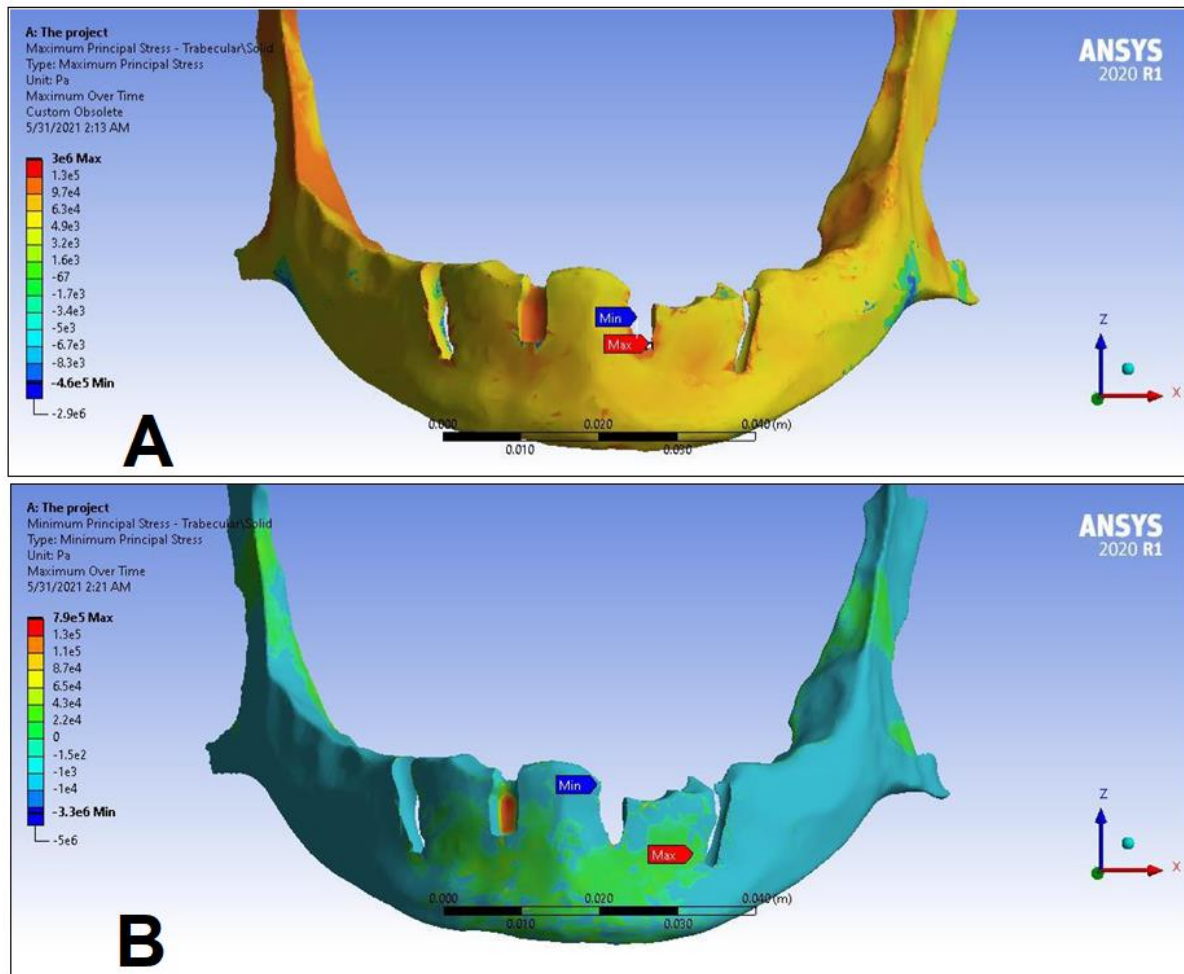 A: The project
Maximum Principal Stress - Trabecular\Solid
Type: Maximum Principal Stress
Unit: Pa
Maximum Over Time
Custom Obsolete
5/31/2021 2:13 AM
ANSYS
2020 R1
3e6 Max
1.3e5
9.7e4
6.3e4
4.9e3
3.2e3
1.6e3
-67
-1.7e3
-3.4e3
-5e3
-6.7e3
-8.3e3
-4.6e5 Min
-2.9e6
Min
Max
Z
X
0.000
0.020
0.040 (m)
0.010
0.030
A
A: The project
Minimum Principal Stress - Trabecular\Solid
Type: Minimum Principal Stress
Unit: Pa
Maximum Over Time
5/31/2021 2:21 AM
ANSYS
2020 R1
7.9e5 Max
1.3e5
1.1e5
8.7e4
6.5e4
4.3e4
2.2e4
0
-1.5e2
-1e3
-1e4
-3.3e6 Min
-5e6
Min
Max
Z
X
0.000
0.020
0.040 (m)
0.010
0.030
B